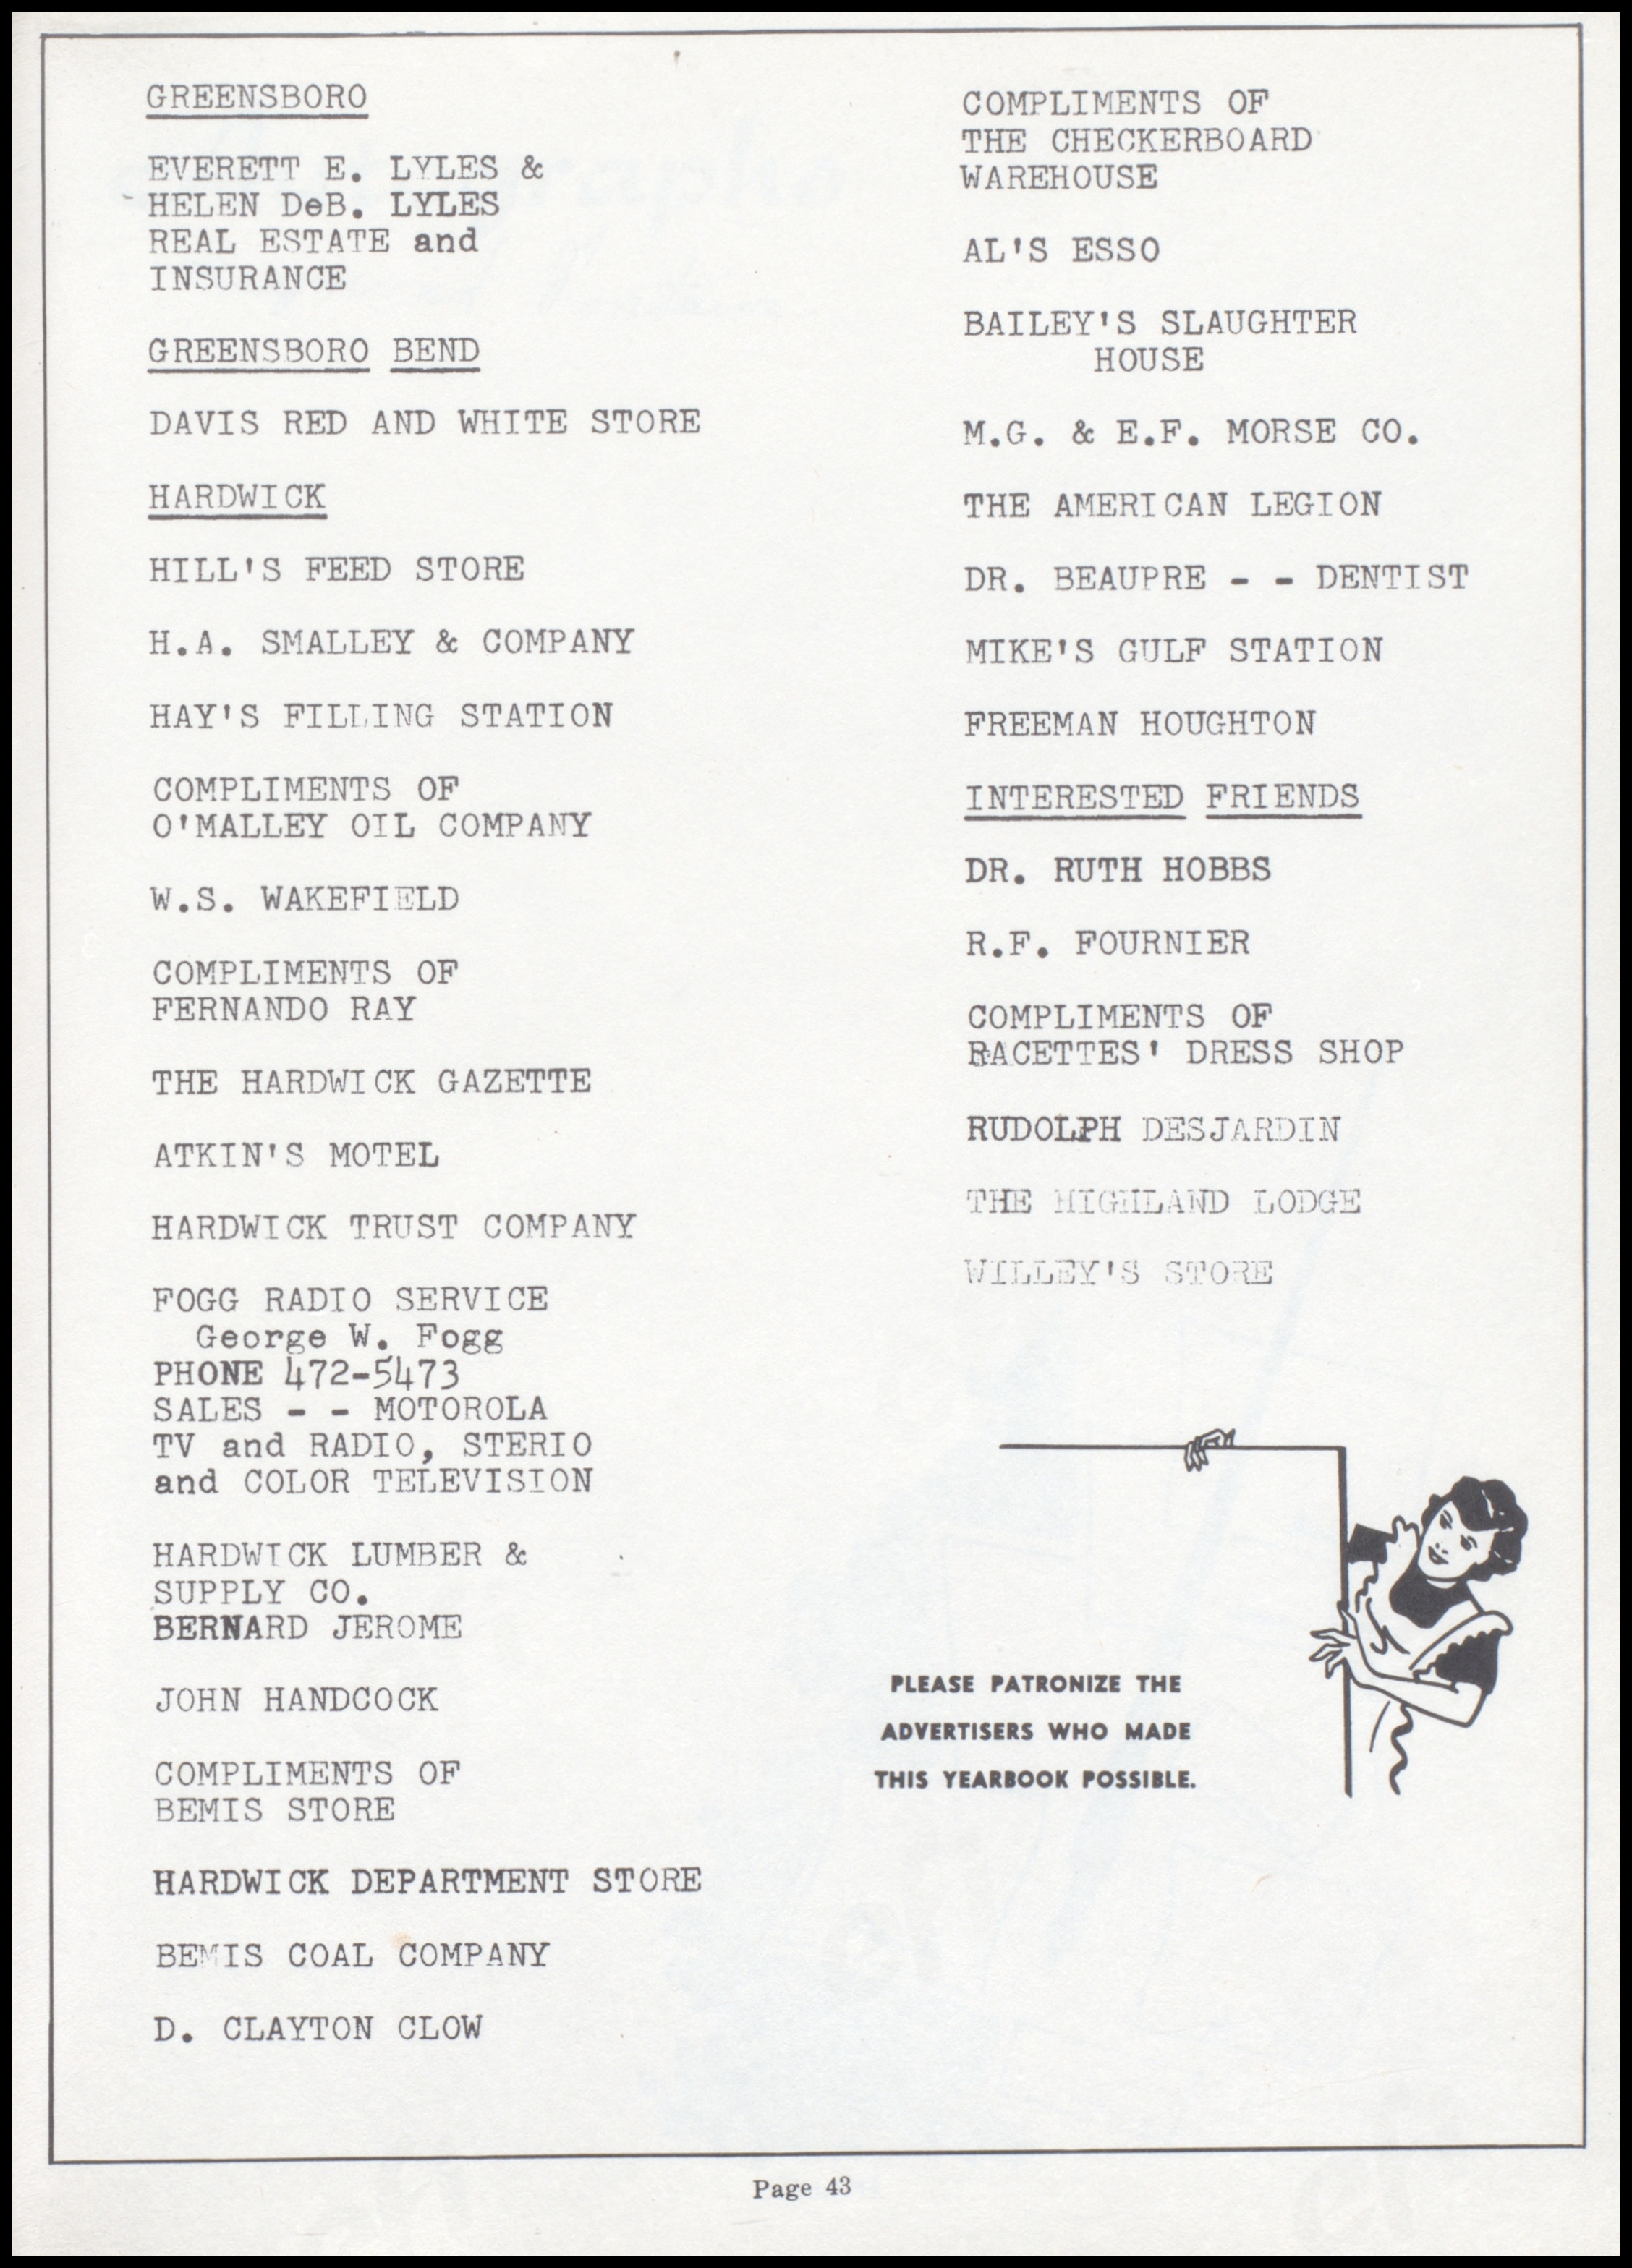 GREENSBORO
EVERETT E. LYLES &
HELEN DeB. LYLES
REAL ESTATE and
INSURANCE
GREENSBORO BEND
DAVIS RED AND WHITE STORE
HARDWICK
HILL'S FEED STORE
H.A. SMALLEY & COMPANY
HAY'S FILLING STATION
COMPLIMENTS OF
O'MALLEY OIL COMPANY
W.S. WAKEFIELD
COMPLIMENTS OF
FERNANDO RAY
THE HARDWICK GAZETTE
ATKIN'S MOTEL
HARDWICK TRUST COMPANY
FOGG RADIO SERVICE
George W. Fogg
PHONE 472-5473
SALES - - MOTOROLA
TV and RADIO, STERIO
and COLOR TELEVISION
HARDWICK LUMBER &
SUPPLY CO.
BERNARD JEROME
JOHN HANDCOCK
COMPLIMENTS OF
BEMIS STORE
HARDWICK DEPARTMENT STORE
BEMIS COAL COMPANY
D. CLAYTON CLOW
COMPLIMENTS OF
THE CHECKERBOARD
WAREHOUSE
AL'S ESSO
BAILEY'S SLAUGHTER
HOUSE
M.G. & E.F. MORSE CO.
THE AMERICAN LEGION
DR. BEAUPRE - - DENTIST
MIKE'S GULF STATION
FREEMAN HOUGHTON
INTERESTED FRIENDS
DR. RUTH HOBBS
R.F. FOURNIER
COMPLIMENTS OF
RACETTES' DRESS SHOP
RUDOLPH DESJARDIN
THE HIGHLAND LODGE
WILLEY'S STORE
PLEASE PATRONIZE THE
ADVERTISERS WHO MADE
THIS YEARBOOK POSSIBLE.
Page 43